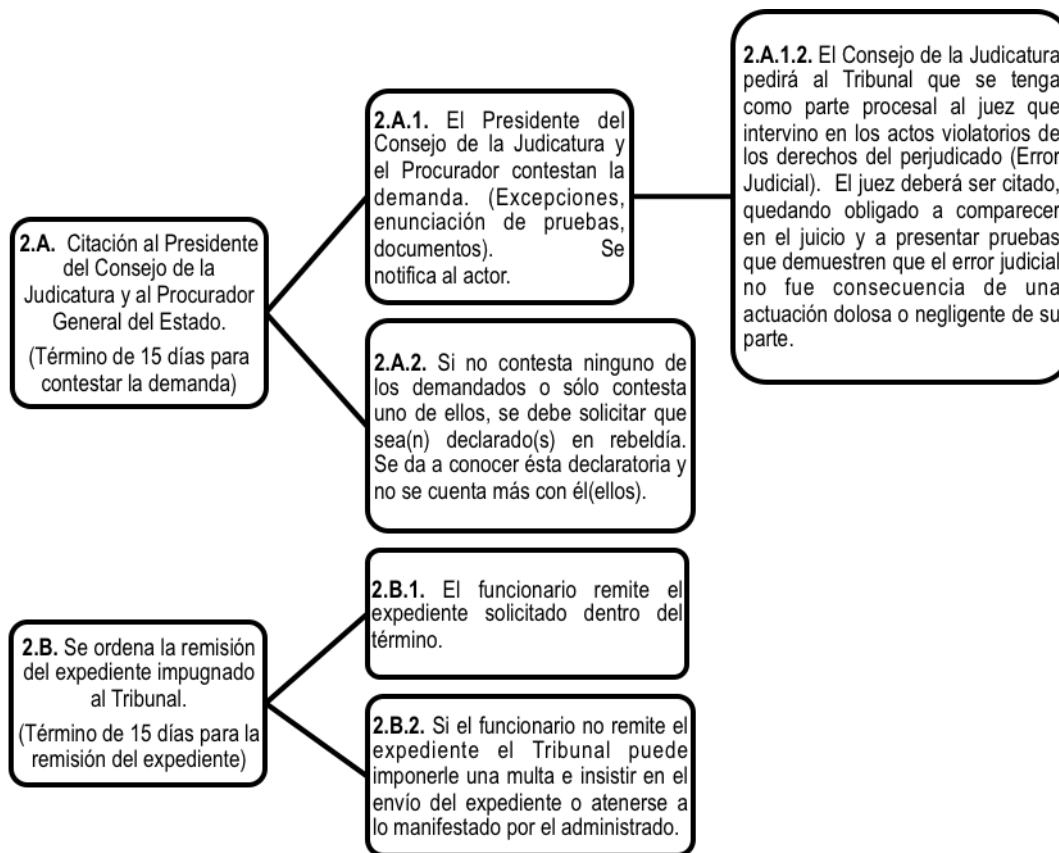 2.A. Citación al Presidente
del Consejo de la
Judicatura y al Procurador
General del Estado.
(Término de 15 días para
contestar la demanda)
2.A.1. El Presidente del
Consejo de la Judicatura y
el Procurador contestan la
demanda. (Excepciones,
enunciación de pruebas,
documentos). Se
notifica al actor.
2.A.1.2. El Consejo de la Judicatura
pedirá al Tribunal que se tenga
como parte procesal al juez que
intervino en los actos violatorios de
los derechos del perjudicado (Error
Judicial). El juez deberá ser citado,
quedando obligado a comparecer
en el juicio y a presentar pruebas
que demuestren que el error judicial
no fue consecuencia de una
actuación dolosa o negligente de su
parte.
2.A.2. Si no contesta ninguno de
los demandados o sólo contesta
uno de ellos, se debe solicitar que
sea(n) declarado(s) en rebeldía.
Se da a conocer ésta declaratoria y
no se cuenta más con él(ellos).
2.B. Se ordena la remisión
del expediente impugnado
al Tribunal.
(Término de 15 días para la
remisión del expediente)
2.B.1. El funcionario remite el
expediente solicitado dentro del
término.
2.B.2. Si el funcionario no remite el
expediente el Tribunal puede
imponerle una multa e insistir en el
envío del expediente o atenerse a
lo manifestado por el administrado.